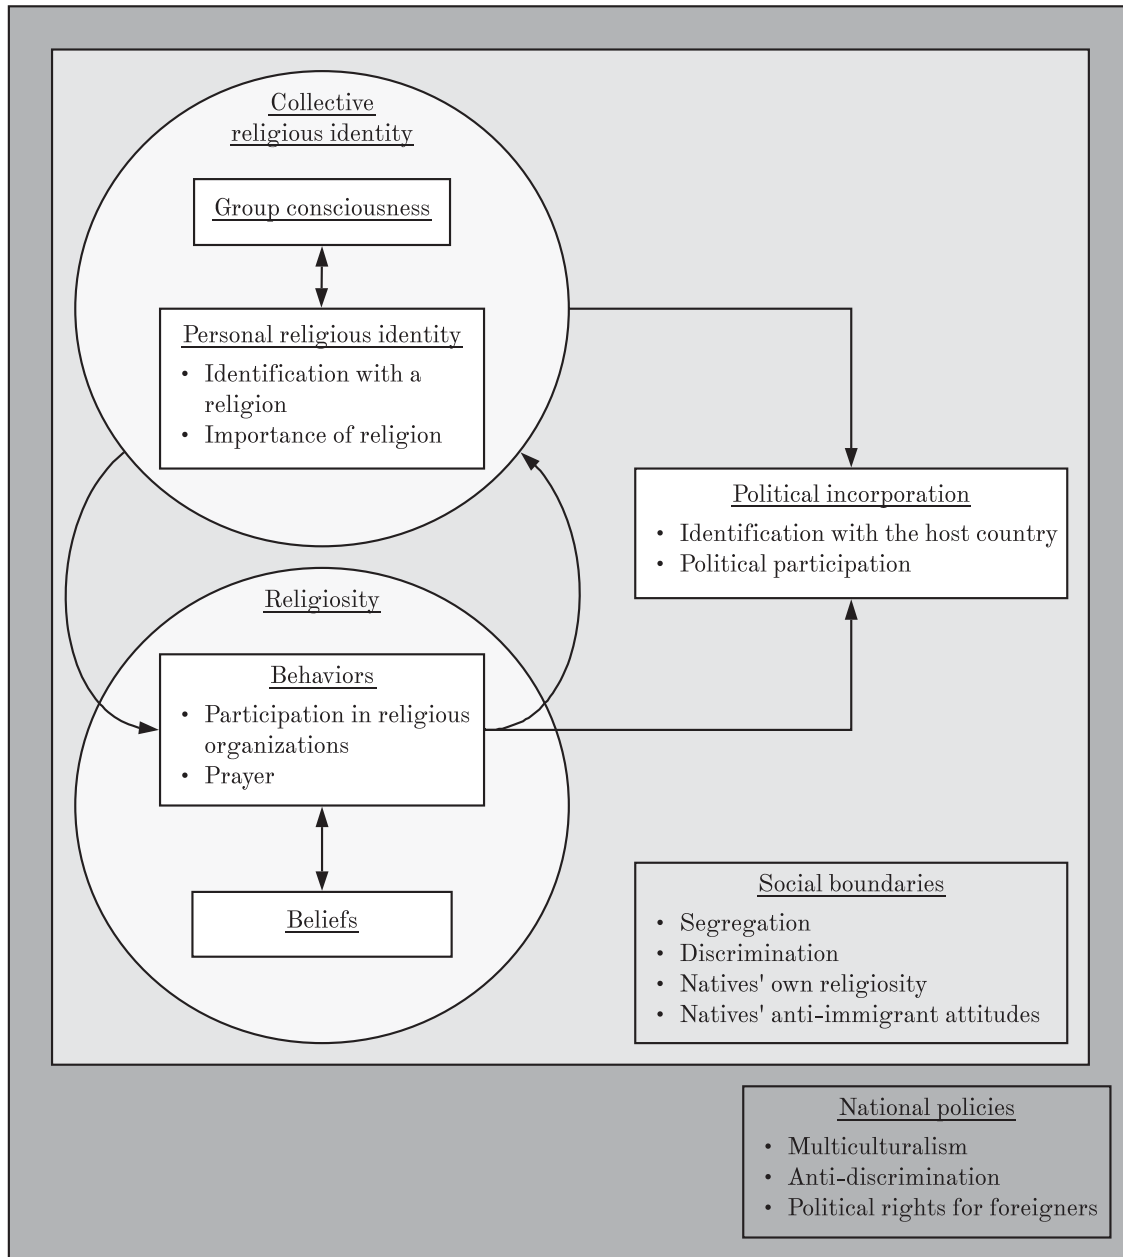 Collective
religious identity
Group consciousness
Personal religious identity
• Identification with a
religion
• Importance of religion
Political incorporation
• Identification with the host country
• Political participation
Religiosity
Behaviors
• Participation in religious
organizations
• Prayer
Beliefs
Social boundaries
• Segregation
• Discrimination
• Natives' own religiosity
• Natives' anti-immigrant attitudes
National policies
• Multiculturalism
• Anti-discrimination
• Political rights for foreigners